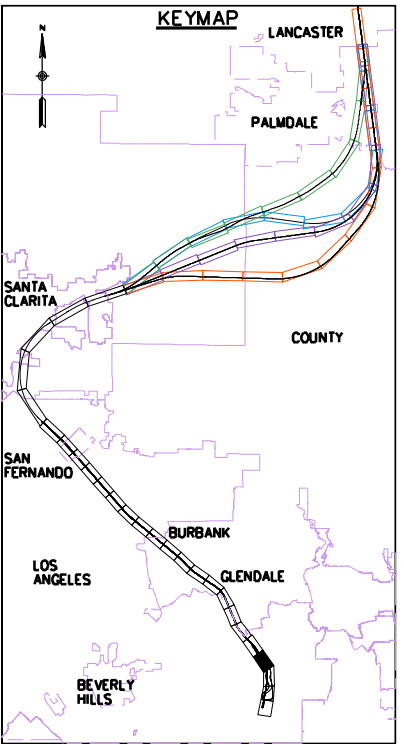 KEYMAP
N
LANCASTER
PALMDALE
SANTA
CLARITA
COUNTY
SAN
FERNANDO
BURBANK
LOS
ANGELES
GLENDALE
BEVERLY
HILLS